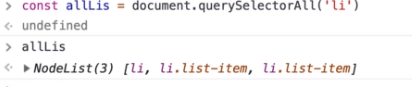 > const allLis = document.querySelectorAll('li')
< undefined
> allLis
< ▶ NodeList(3) [li, li.list-item, li.list-item]